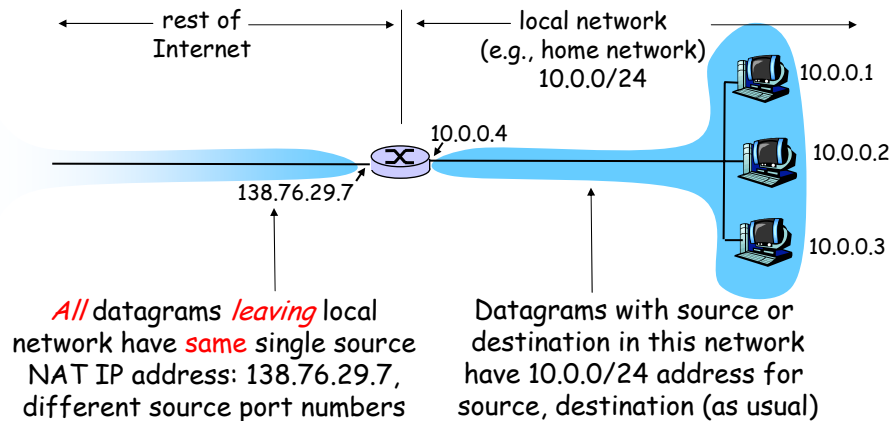 rest of
Internet
local network
(e.g., home network)
10.0.0/24
10.0.0.1
10.0.0.4
10.0.0.2
138.76.29.7
10.0.0.3
All datagrams leaving local
network have same single source
NAT IP address: 138.76.29.7,
different source port numbers
Datagrams with source or
destination in this network
have 10.0.0/24 address for
source, destination (as usual)